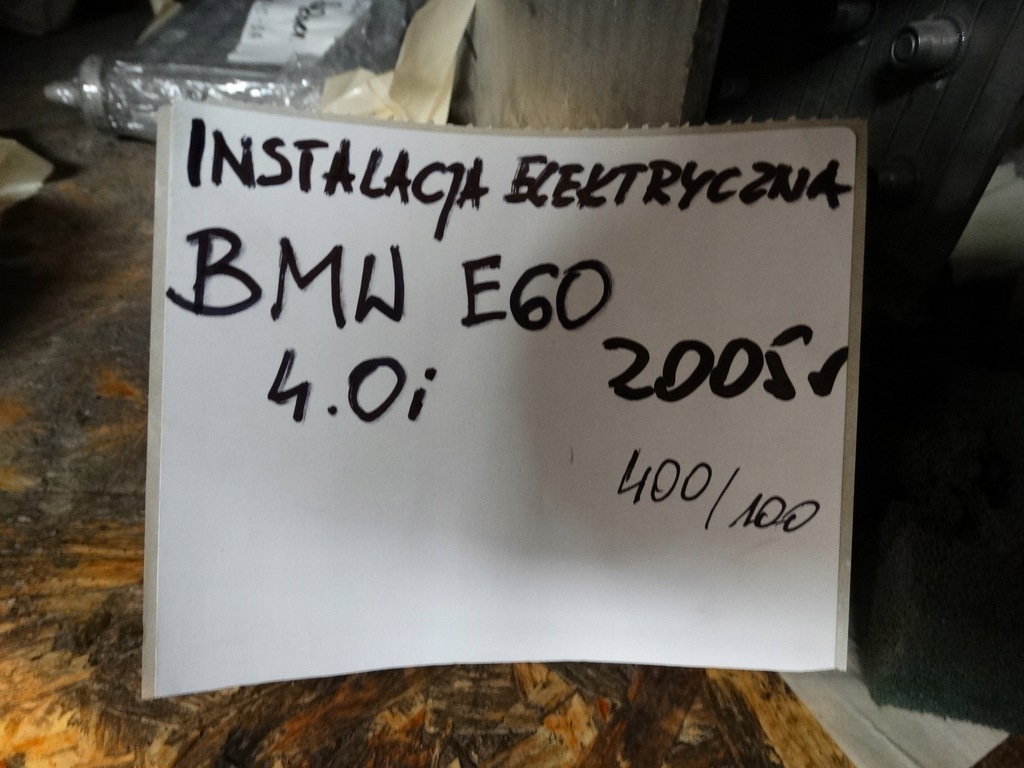 INSTALACJA ELEKTRYCZNA
BMW E60
4.0i 2005r
400/100